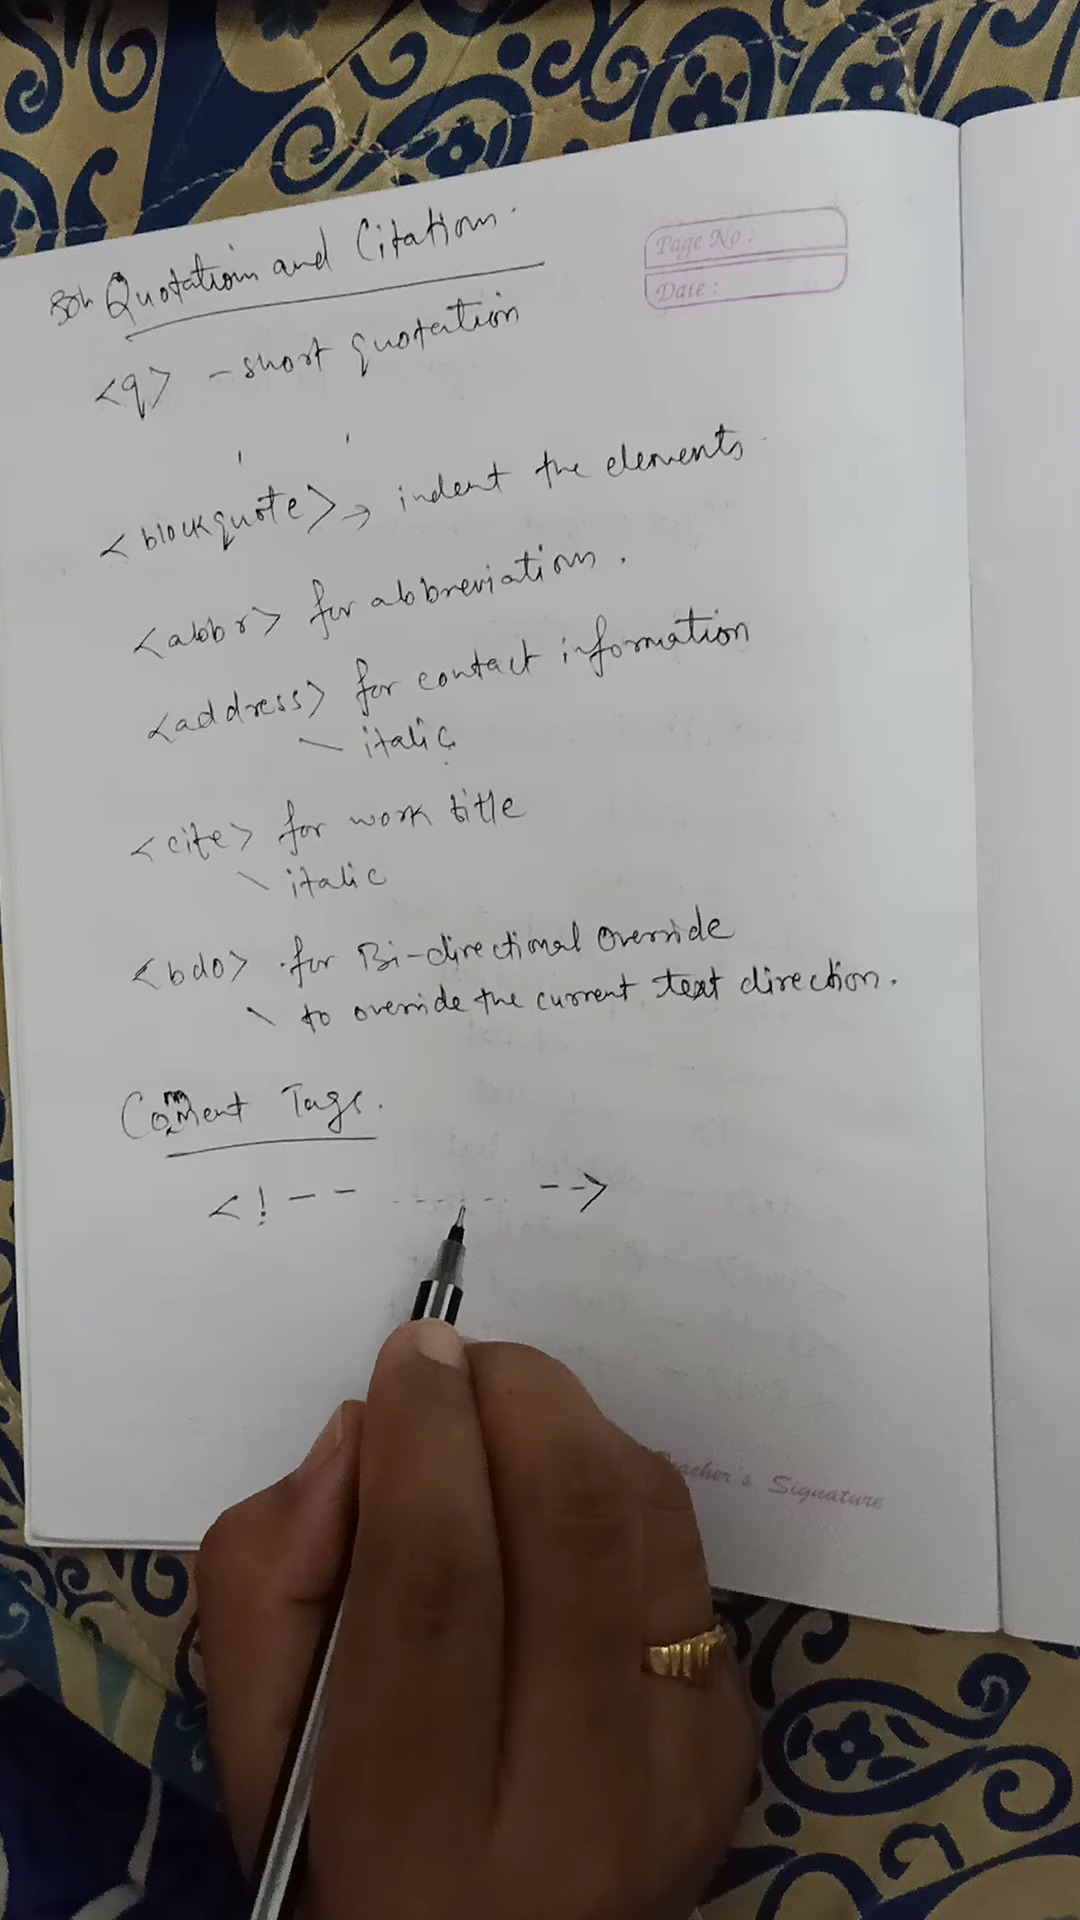 Quotation and Citation.
Page No :
Date :
<q> - short quotation
<blockquote> → indent the elements.
<abbr> for abbreviation.
<address> for contact information
- italic
<cite> for work title
\ italic
<bdo> for Bi-directional override
\ to override the current text direction.
Comment Tags.
<!-- ------ -->
Teacher's Signature